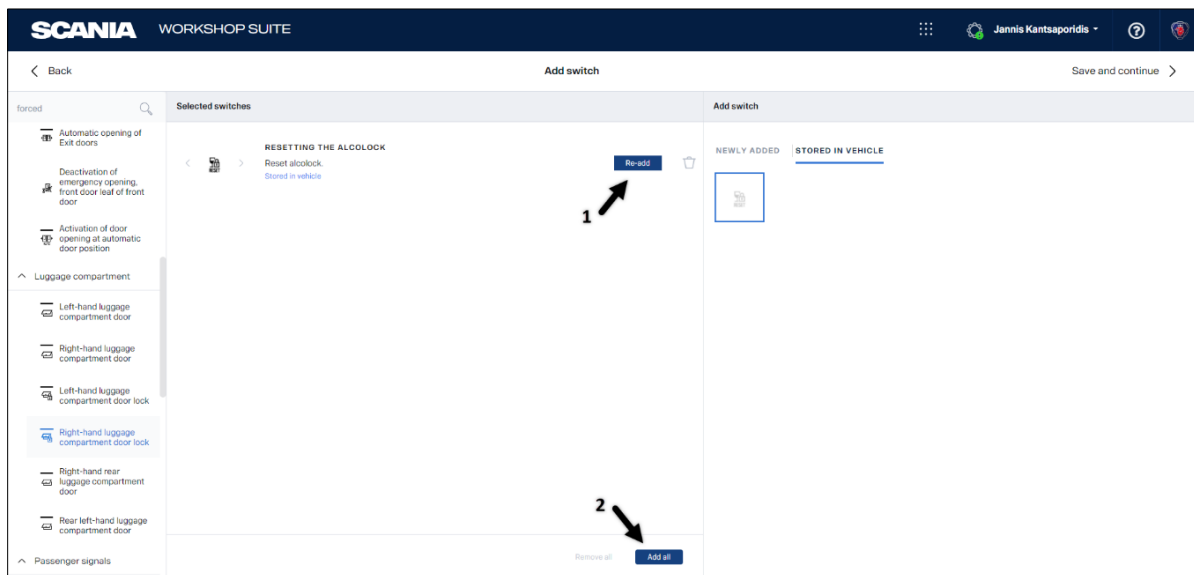 SCANIA WORKSHOP SUITE
Jannis Kantsaporidis
Back
Add switch
Save and continue
forced
Selected switches
Add switch
Automatic opening of
Exit doors
Deactivation of
emergency opening,
front door leaf of front
door
Activation of door
opening at automatic
door position
Luggage compartment
Left-hand luggage
compartment door
Right-hand luggage
compartment door
Left-hand luggage
compartment door lock
Right-hand luggage
compartment door lock
Right-hand rear
luggage compartment
door
Rear left-hand luggage
compartment door
Passenger signals
RESETTING THE ALCOLOCK
Reset alcolock.
Stored in vehicle
Re-add
1
2
Remove all
Add all
NEWLY ADDED
STORED IN VEHICLE